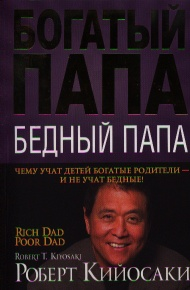 БОГАТЫЙ
ПАПА
БЕДНЫЙ ПАПА
ЧЕМУ УЧАТ ДЕТЕЙ БОГАТЫЕ РОДИТЕЛИ —
И НЕ УЧАТ БЕДНЫЕ!
RICH DAD
POOR DAD
ROBERT T. KIYOSAKI
РОБЕРТ КИЙОСАКИ